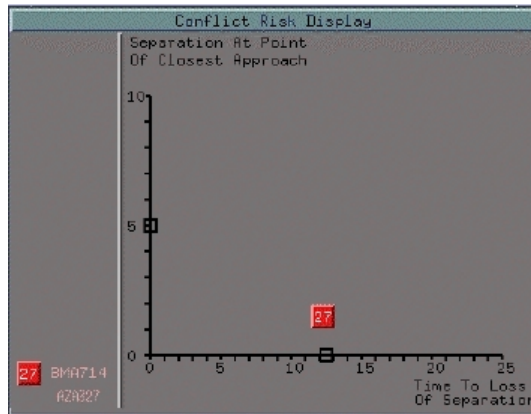 Conflict Risk Display
Separation At Point
Of Closest Approach
10
5
27
0
0 5 10 15 20 25
Time To Loss
Of Separation
27 BMA714
AZA027